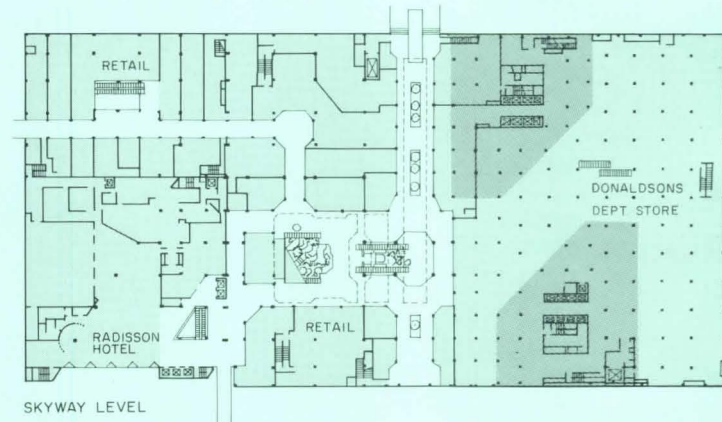 RETAIL
DONALDSONS
DEPT STORE
RETAIL
RADISSON
HOTEL
SKYWAY LEVEL